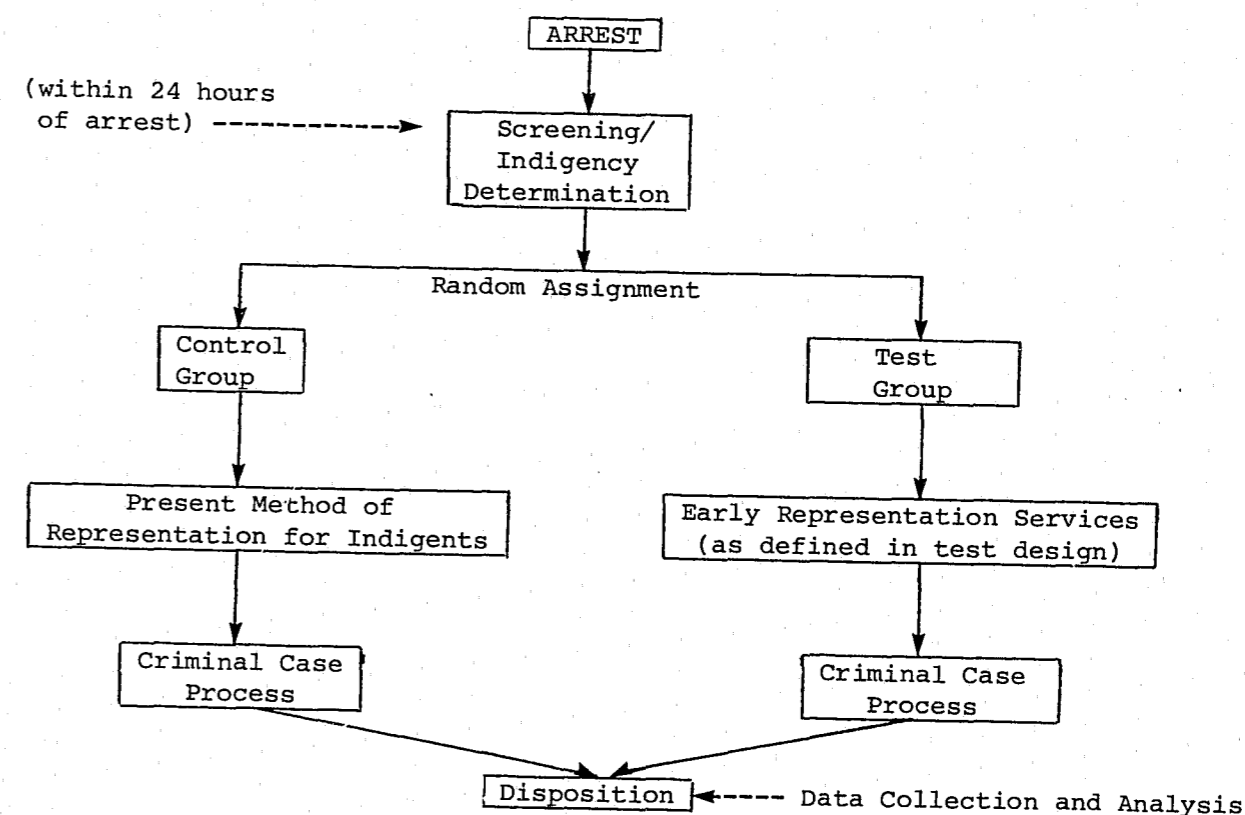 ARREST
(within 24 hours
of arrest)
Screening/
Indigency
Determination
Random Assignment
Control
Group
Test
Group
Present Method of
Representation for Indigents
Early Representation Services
(as defined in test design)
Criminal Case
Process
Criminal Case
Process
Disposition
Data Collection and Analysis